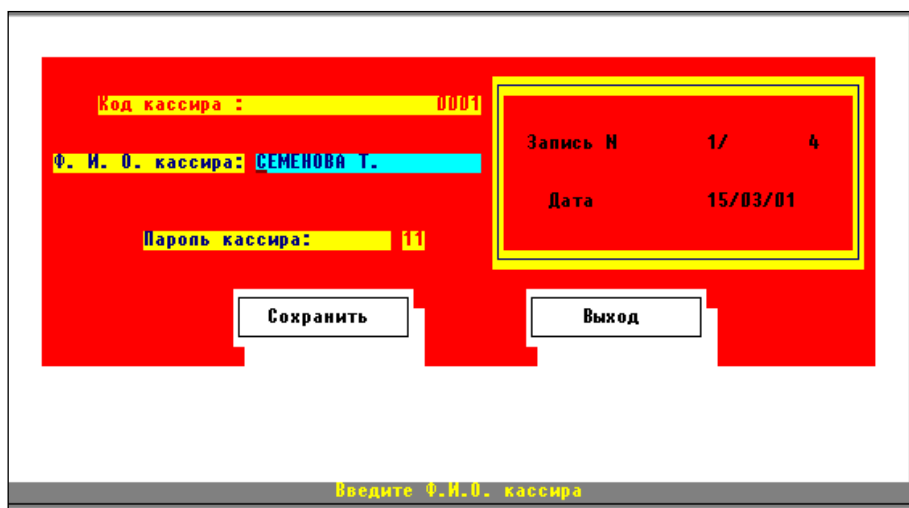 Код кассира : 0001
Ф. И. О. кассира: СЕМЕНОВА Т.
Пароль кассира: 11
Запись N 1/ 4
Дата 15/03/01
Сохранить Выход
Введите Ф.И.О. кассира